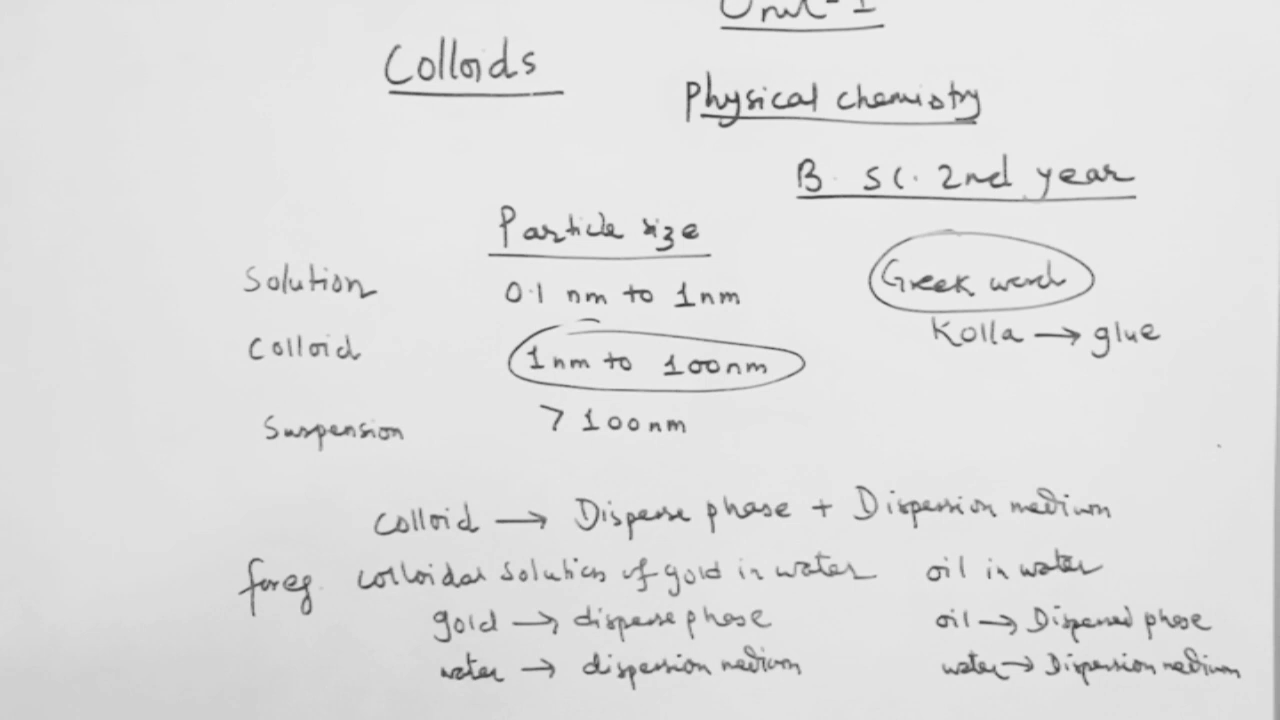 Unit-1
Colloids
Physical chemistry
B. Sc. 2nd year
Particle size
Solution 0.1 nm to 1nm
Greek word
Kolla → glue
Colloid 1nm to 100nm
Suspension > 100nm
Colloid → Disperse phase + Dispersion medium
for eg. colloidal solution of gold in water oil in water
gold → disperse phase oil → Dispersed phase
water → dispersion medium water → Dispersion medium